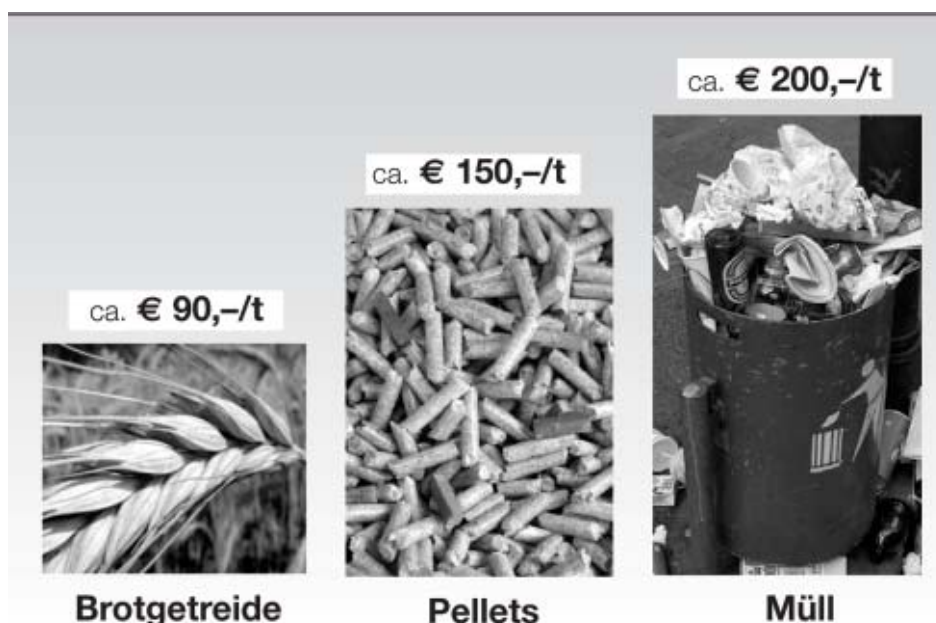 ca. € 200,–/t
ca. € 150,–/t
ca. € 90,–/t
Brotgetreide
Pellets
Müll